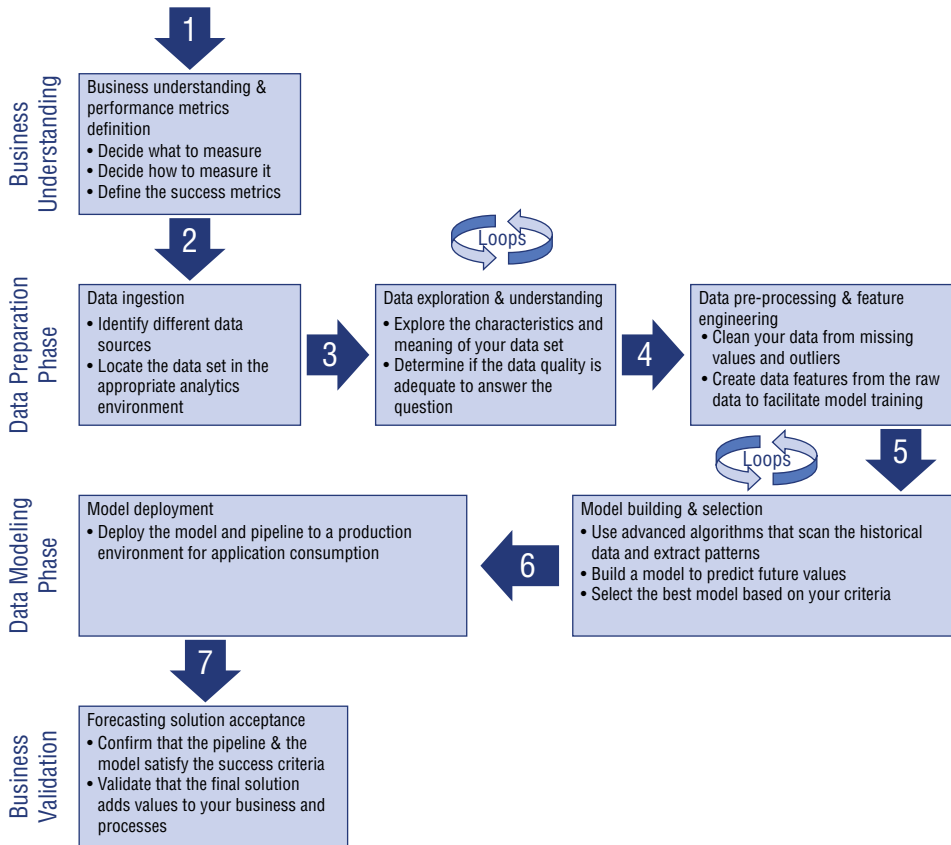 1
Business
Understanding
Business understanding &
performance metrics
definition
• Decide what to measure
• Decide how to measure it
• Define the success metrics
2
Loops
Data Preparation
Phase
Data ingestion
• Identify different data
sources
• Locate the data set in the
appropriate analytics
environment
3
Data exploration & understanding
• Explore the characteristics and
meaning of your data set
• Determine if the data quality is
adequate to answer the
question
4
Data pre-processing & feature
engineering
• Clean your data from missing
values and outliers
• Create data features from the raw
data to facilitate model training
Loops
5
Data Modeling
Phase
Model building & selection
• Use advanced algorithms that scan the historical
data and extract patterns
• Build a model to predict future values
• Select the best model based on your criteria
6
Model deployment
• Deploy the model and pipeline to a production
environment for application consumption
7
Business
Validation
Forecasting solution acceptance
• Confirm that the pipeline & the
model satisfy the success criteria
• Validate that the final solution
adds values to your business and
processes